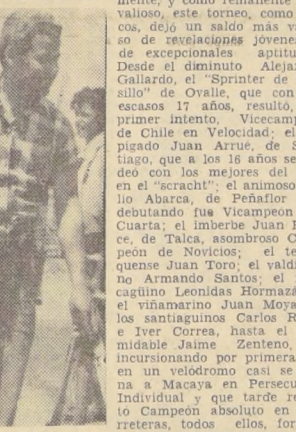 mente, y como remanente
valioso, este torneo, como
cos, dejó un saldo más va
so de revelaciones jóvene
de excepcionales aptitu
Desde el diminuto Aleja
Gallardo, el "Sprinter de
sillo" de Ovalle, que con
escasos 17 años, resultó,
primer intento, Vicecamp
de Chile en Velocidad; el
pigado Juan Arrué, de S
tiago, que a los 16 años se
deó con los mejores del
en el "scracht"; el animoso
lio Abarca, de Peñaflor
debutando fue Vicampeón
Cuarta; el imberbe Juan
ce, de Talca, asombroso C
peón de Novicios; el te
quense Juan Toro; el valdi
no Armando Santos; el
cagüino Leonidas Hormazá
el viñamarino Juan Moya
los santiaguinos Carlos R
e Iver Correa, hasta el
midable Jaime Zenteno,
incursionando por primera
en un velódromo casi se
na a Macaya en Persecu
Individual y que tarde re
tó Campeón absoluto en
rreteras, todos ellos, for